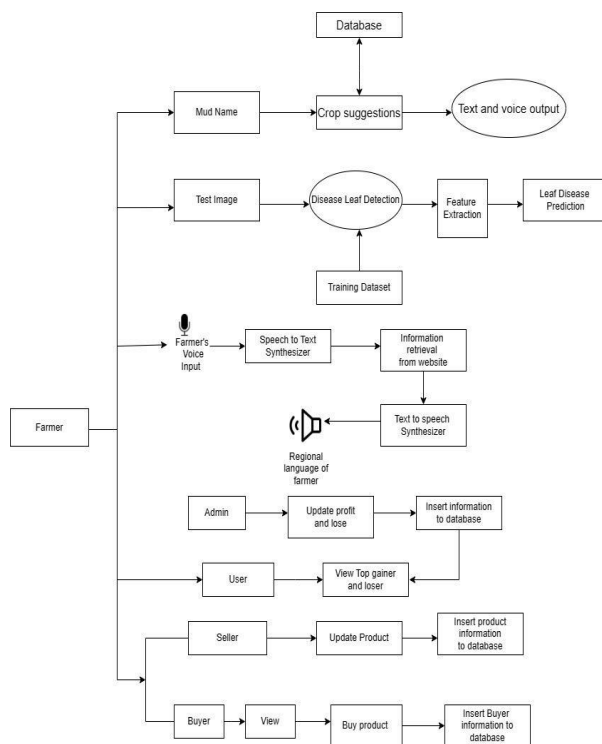 Database
Mud Name
Crop suggestions
Text and voice output
Test Image
Disease Leaf Detection
Feature
Extraction
Leaf Disease
Prediction
Training Dataset
Farmer's
Voice
Input
Speech to Text
Synthesizer
Information
retrieval
from website
Farmer
Text to speech
Synthesizer
Regional
language of
farmer
Admin
Update profit
and lose
Insert information
to database
User
View Top gainer
and loser
Seller
Update Product
Insert product
information
to database
Buyer
View
Buy product
Insert Buyer
information to
database